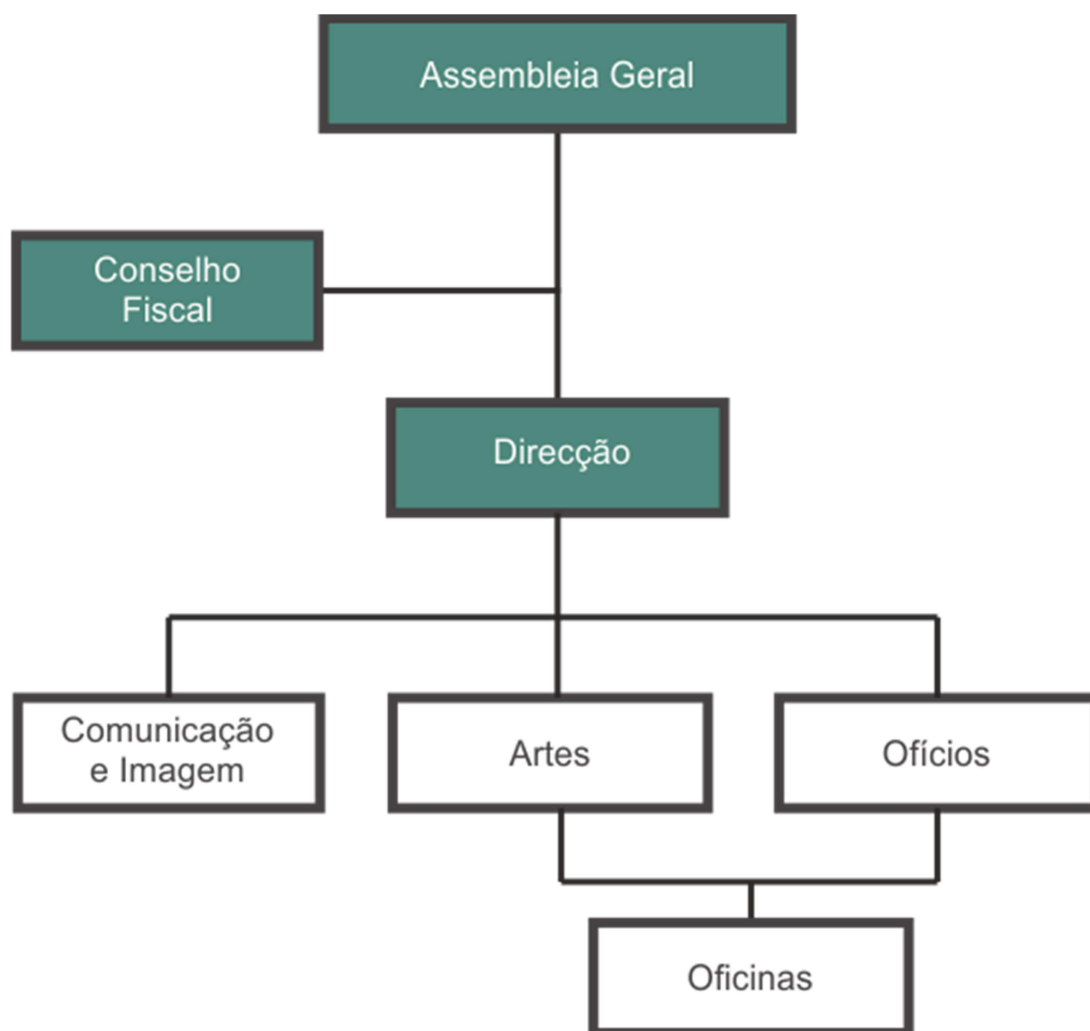 Assembleia Geral
Conselho
Fiscal
Direcção
Comunicação
e Imagem
Artes
Ofícios
Oficinas